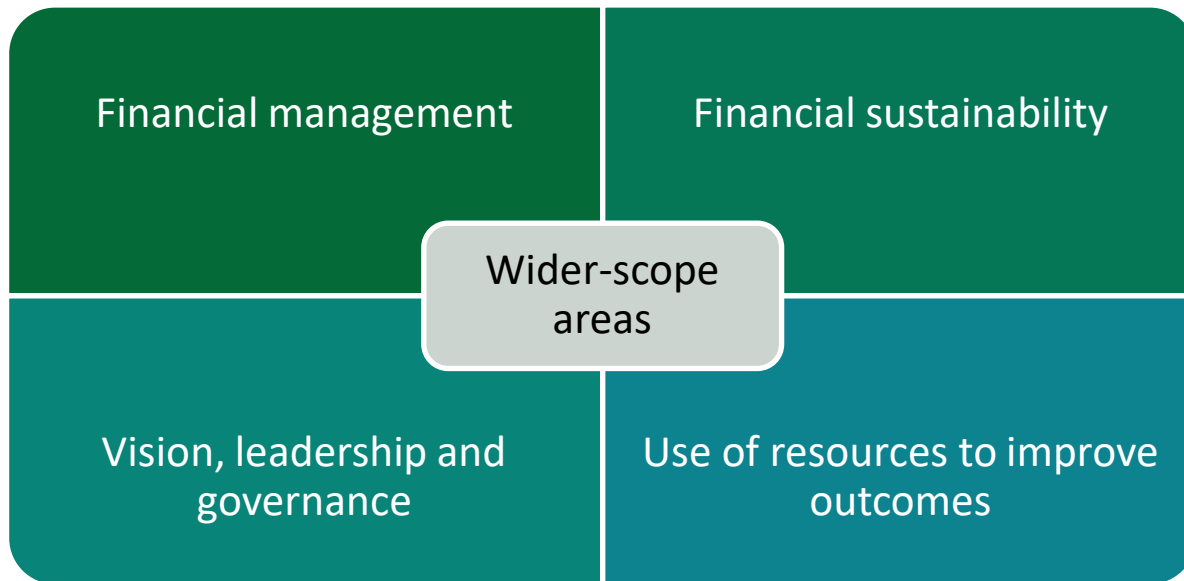 Financial management
Financial sustainability
Wider-scope
areas
Vision, leadership and
governance
Use of resources to improve
outcomes